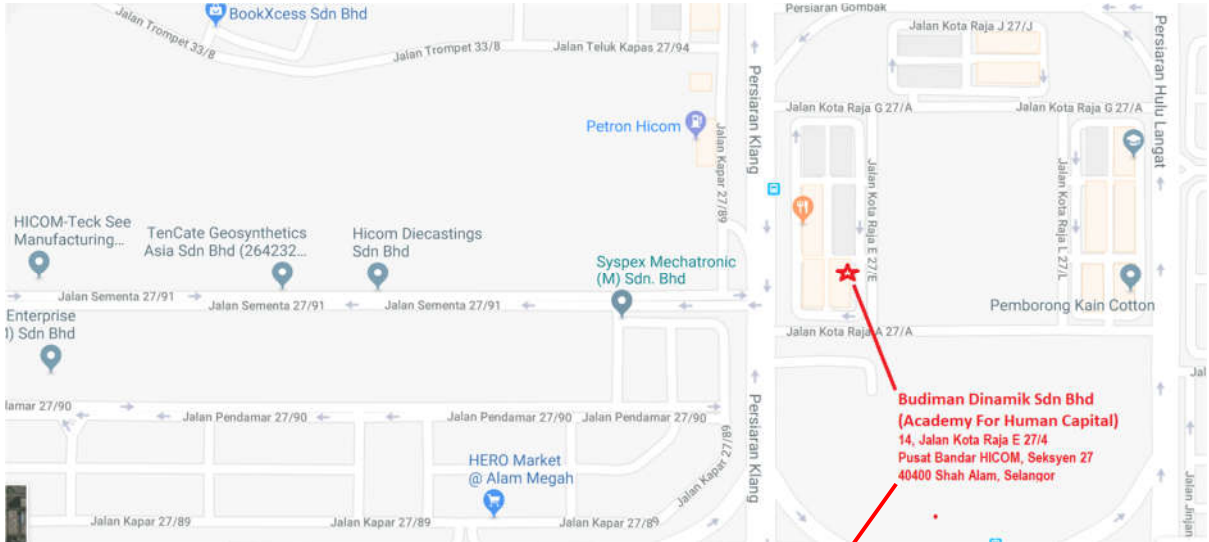 BookXcess Sdn Bhd
Persiaran Gombak
Jalan Kota Raja J 27/J
Jalan Trompet 33/8
Jalan Trompet 33/8
Jalan Teluk Kapas 27/94
Persiaran Klang
Persiaran Hulu Langat
Jalan Kota Raja G 27/A
Jalan Kota Raja G 27/A
Petron Hicom
Jalan Kapar 27/89
Jalan Kota Raja E 27/E
Jalan Kota Raja L 27/L
HICOM-Teck See
Manufacturing...
TenCate Geosynthetics
Asia Sdn Bhd (264232...
Hicom Diecastings
Sdn Bhd
Syspex Mechatronic
(M) Sdn. Bhd
Pemborong Kain Cotton
Jalan Sementa 27/91
Jalan Sementa 27/91
Jalan Sementa 27/91
Enterprise
Sdn Bhd
Jalan Kota Raja A 27/A
Budiman Dinamik Sdn Bhd
(Academy For Human Capital)
14, Jalan Kota Raja E 27/4
Pusat Bandar HICOM, Seksyen 27
40400 Shah Alam, Selangor
lamar 27/90
Jalan Pendamar 27/90
Jalan Pendamar 27/90
Jalan Pendamar 27/90
Persiaran Klang
HERO Market
@ Alam Megah
Jalan Kapar 27/89
Jalan Kapar 27/89
Jalan Kapar 27/89
Jal
Jalan Jinjan